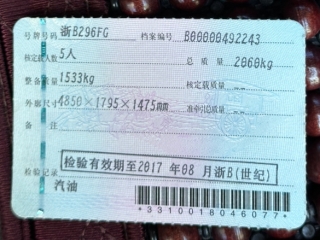 号牌号码 浙B296FG 档案编号 B00000492243
核定载人数 5人 总质量 2060kg
整备质量 1533kg 核定载质量 --
外廓尺寸 4850×1795×1475mm 准牵引总质量 --
备注
检验有效期至2017年08月浙B(世纪)
检验记录
汽油
*3310018046077*